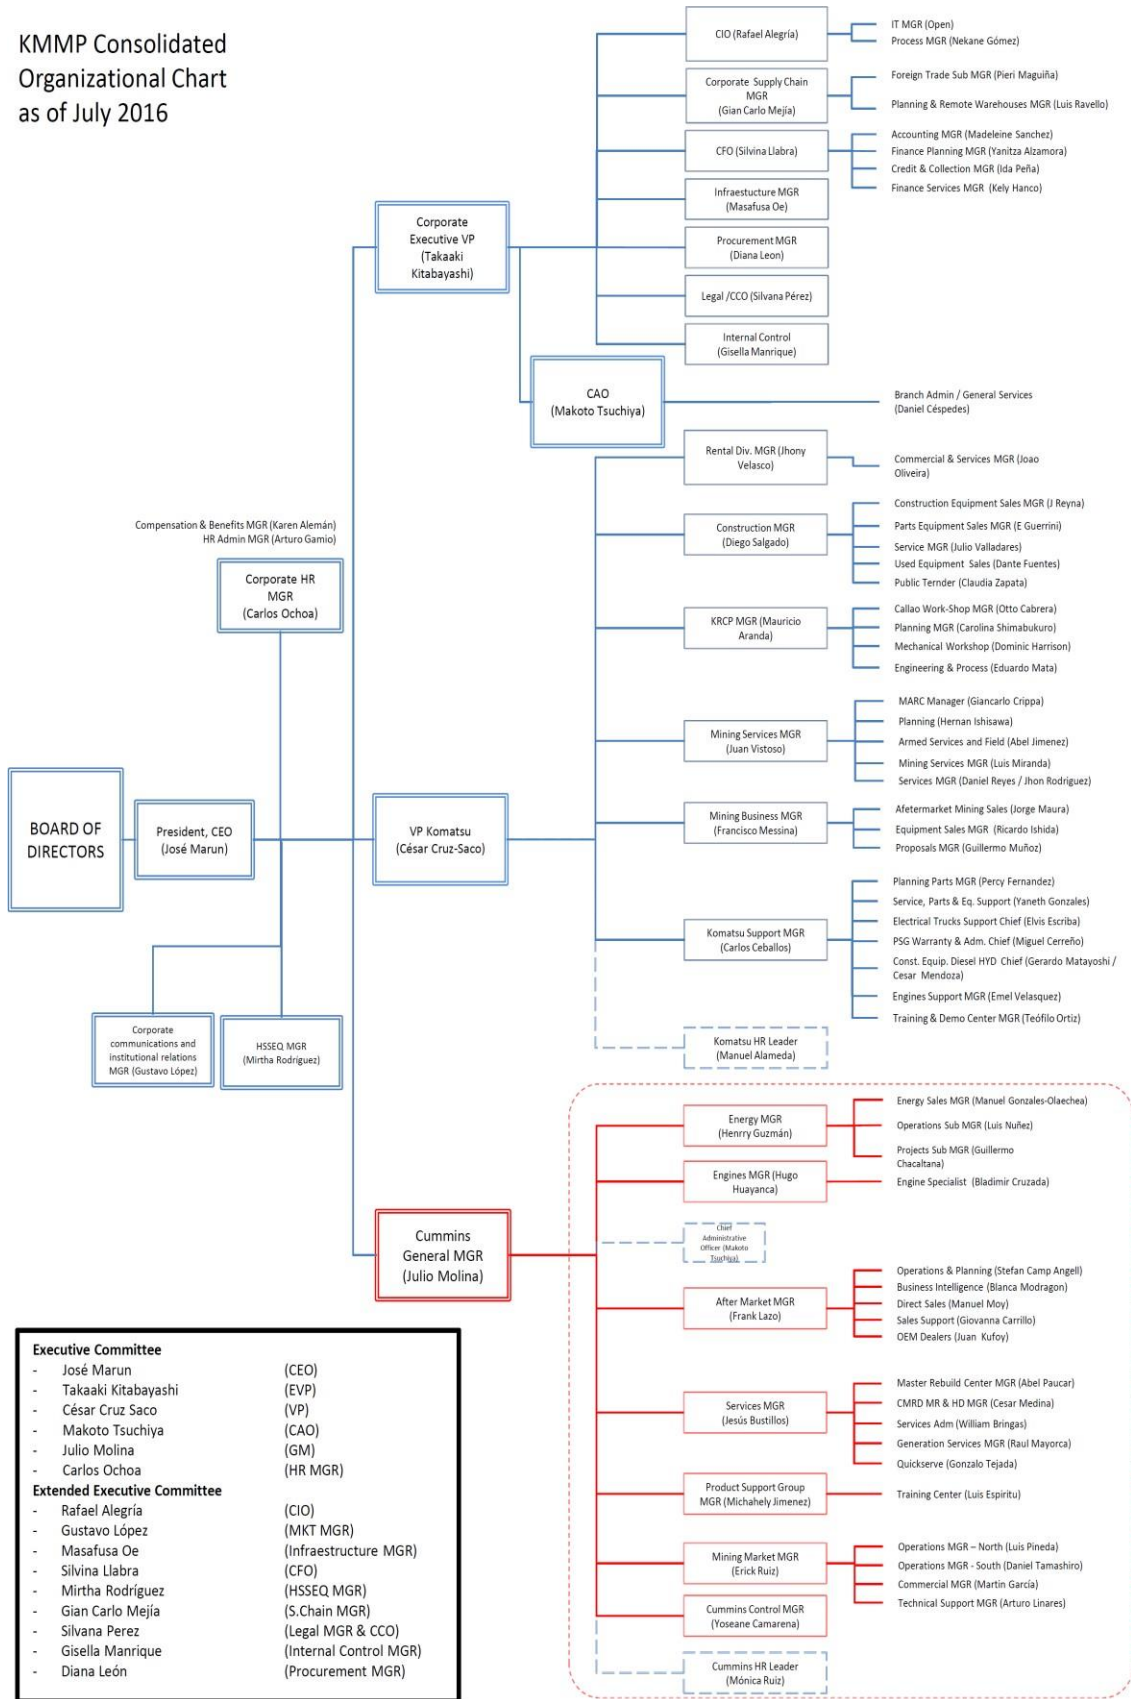 KMMP Consolidated
Organizational Chart
as of July 2016
CIO (Rafael Alegría)
IT MGR (Open)
Process MGR (Nekane Gómez)
Corporate Supply Chain
MGR
(Gian Carlo Mejía)
Foreign Trade Sub MGR (Pieri Maguiña)
Planning & Remote Warehouses MGR (Luis Ravello)
CFO (Silvina Llabra)
Accounting MGR (Madeleine Sanchez)
Finance Planning MGR (Yanitza Alzamora)
Credit & Collection MGR (Ida Peña)
Finance Services MGR (Kely Hanco)
Infraestucture MGR
(Masafusa Oe)
Corporate
Executive VP
(Takaaki
Kitabayashi)
Procurement MGR
(Diana Leon)
Legal /CCO (Silvana Pérez)
Internal Control
(Gisella Manrique)
CAO
(Makoto Tsuchiya)
Branch Admin / General Services
(Daniel Céspedes)
Rental Div. MGR (Jhony
Velasco)
Commercial & Services MGR (Joao
Oliveira)
Construction MGR
(Diego Salgado)
Construction Equipment Sales MGR (J Reyna)
Parts Equipment Sales MGR (E Guerrini)
Service MGR (Julio Valladares)
Used Equipment Sales (Dante Fuentes)
Public Ternder (Claudia Zapata)
Compensation & Benefits MGR (Karen Alemán)
HR Admin MGR (Arturo Gamio)
Corporate HR
MGR
(Carlos Ochoa)
KRCP MGR (Mauricio
Aranda)
Callao Work-Shop MGR (Otto Cabrera)
Planning MGR (Carolina Shimabukuro)
Mechanical Workshop (Dominic Harrison)
Engineering & Process (Eduardo Mata)
Mining Services MGR
(Juan Vistoso)
MARC Manager (Giancarlo Crippa)
Planning (Hernan Ishisawa)
Armed Services and Field (Abel Jimenez)
Mining Services MGR (Luis Miranda)
Services MGR (Daniel Reyes / Jhon Rodriguez)
BOARD OF
DIRECTORS
President, CEO
(José Marun)
VP Komatsu
(César Cruz-Saco)
Mining Business MGR
(Francisco Messina)
Afetermarket Mining Sales (Jorge Maura)
Equipment Sales MGR (Ricardo Ishida)
Proposals MGR (Guillermo Muñoz)
Komatsu Support MGR
(Carlos Ceballos)
Planning Parts MGR (Percy Fernandez)
Service, Parts & Eq. Support (Yaneth Gonzales)
Electrical Trucks Support Chief (Elvis Escriba)
PSG Warranty & Adm. Chief (Miguel Cerreño)
Const. Equip. Diesel HYD Chief (Gerardo Matayoshi /
Cesar Mendoza)
Engines Support MGR (Emel Velasquez)
Training & Demo Center MGR (Teófilo Ortiz)
Corporate
communications and
institutional relations
MGR (Gustavo López)
HSSEQ MGR
(Mirtha Rodríguez)
Komatsu HR Leader
(Manuel Alameda)
Energy MGR
(Henrry Guzmán)
Energy Sales MGR (Manuel Gonzales-Olaechea)
Operations Sub MGR (Luis Nuñez)
Projects Sub MGR (Guillermo
Chacaltana)
Engines MGR (Hugo
Huayanca)
Engine Specialist (Bladimir Cruzada)
Cummins
General MGR
(Julio Molina)
Chief
Administrative
Officer (Makoto
Tsuchiya)
After Market MGR
(Frank Lazo)
Operations & Planning (Stefan Camp Angell)
Business Intelligence (Blanca Modragon)
Direct Sales (Manuel Moy)
Sales Support (Giovanna Carrillo)
OEM Dealers (Juan Kufoy)
Services MGR
(Jesús Bustillos)
Master Rebuild Center MGR (Abel Paucar)
CMRD MR & HD MGR (Cesar Medina)
Services Adm (William Bringas)
Generation Services MGR (Raul Mayorca)
Quickserve (Gonzalo Tejada)
Product Support Group
MGR (Michahely Jimenez)
Training Center (Luis Espiritu)
Mining Market MGR
(Erick Ruiz)
Operations MGR – North (Luis Pineda)
Operations MGR - South (Daniel Tamashiro)
Commercial MGR (Martin García)
Technical Support MGR (Arturo Linares)
Cummins Control MGR
(Yoseane Camarena)
Cummins HR Leader
(Mónica Ruiz)
Executive Committee
- José Marun (CEO)
- Takaaki Kitabayashi (EVP)
- César Cruz Saco (VP)
- Makoto Tsuchiya (CAO)
- Julio Molina (GM)
- Carlos Ochoa (HR MGR)
Extended Executive Committee
- Rafael Alegría (CIO)
- Gustavo López (MKT MGR)
- Masafusa Oe (Infraestructure MGR)
- Silvina Llabra (CFO)
- Mirtha Rodríguez (HSSEQ MGR)
- Gian Carlo Mejía (S.Chain MGR)
- Silvana Perez (Legal MGR & CCO)
- Gisella Manrique (Internal Control MGR)
- Diana León (Procurement MGR)